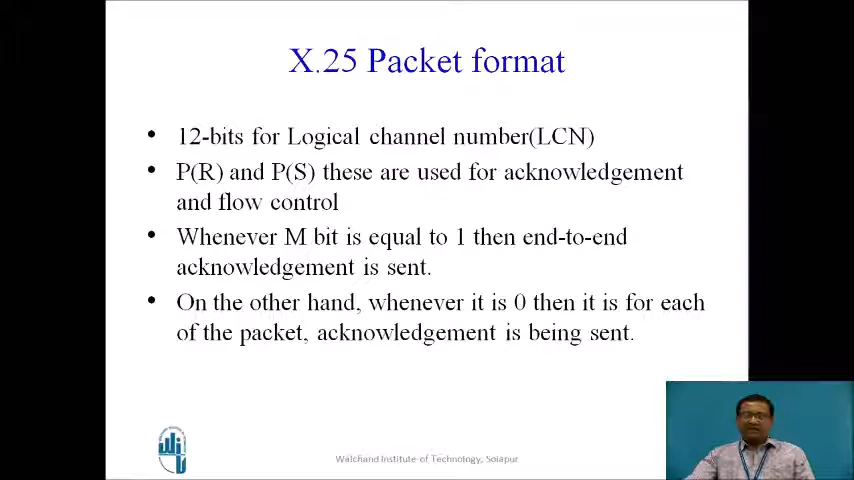 X.25 Packet format
• 12-bits for Logical channel number(LCN)
• P(R) and P(S) these are used for acknowledgement
and flow control
• Whenever M bit is equal to 1 then end-to-end
acknowledgement is sent.
• On the other hand, whenever it is 0 then it is for each
of the packet, acknowledgement is being sent.
Walchand Institute of Technology, Solapur